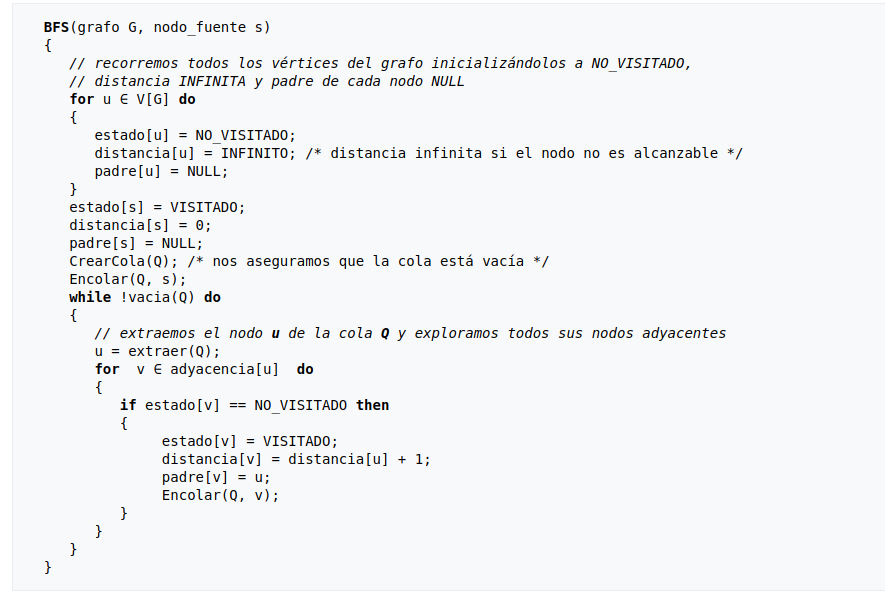 BFS(grafo G, nodo_fuente s)
{
// recorremos todos los vértices del grafo inicializándolos a NO_VISITADO,
// distancia INFINITA y padre de cada nodo NULL
for u ∈ V[G] do
{
estado[u] = NO_VISITADO;
distancia[u] = INFINITO; /* distancia infinita si el nodo no es alcanzable */
padre[u] = NULL;
}
estado[s] = VISITADO;
distancia[s] = 0;
padre[s] = NULL;
CrearCola(Q); /* nos aseguramos que la cola está vacía */
Encolar(Q, s);
while !vacia(Q) do
{
// extraemos el nodo u de la cola Q y exploramos todos sus nodos adyacentes
u = extraer(Q);
for  v ∈ adyacencia[u]  do
{
if estado[v] == NO_VISITADO then
{
estado[v] = VISITADO;
distancia[v] = distancia[u] + 1;
padre[v] = u;
Encolar(Q, v);
}
}
}
}